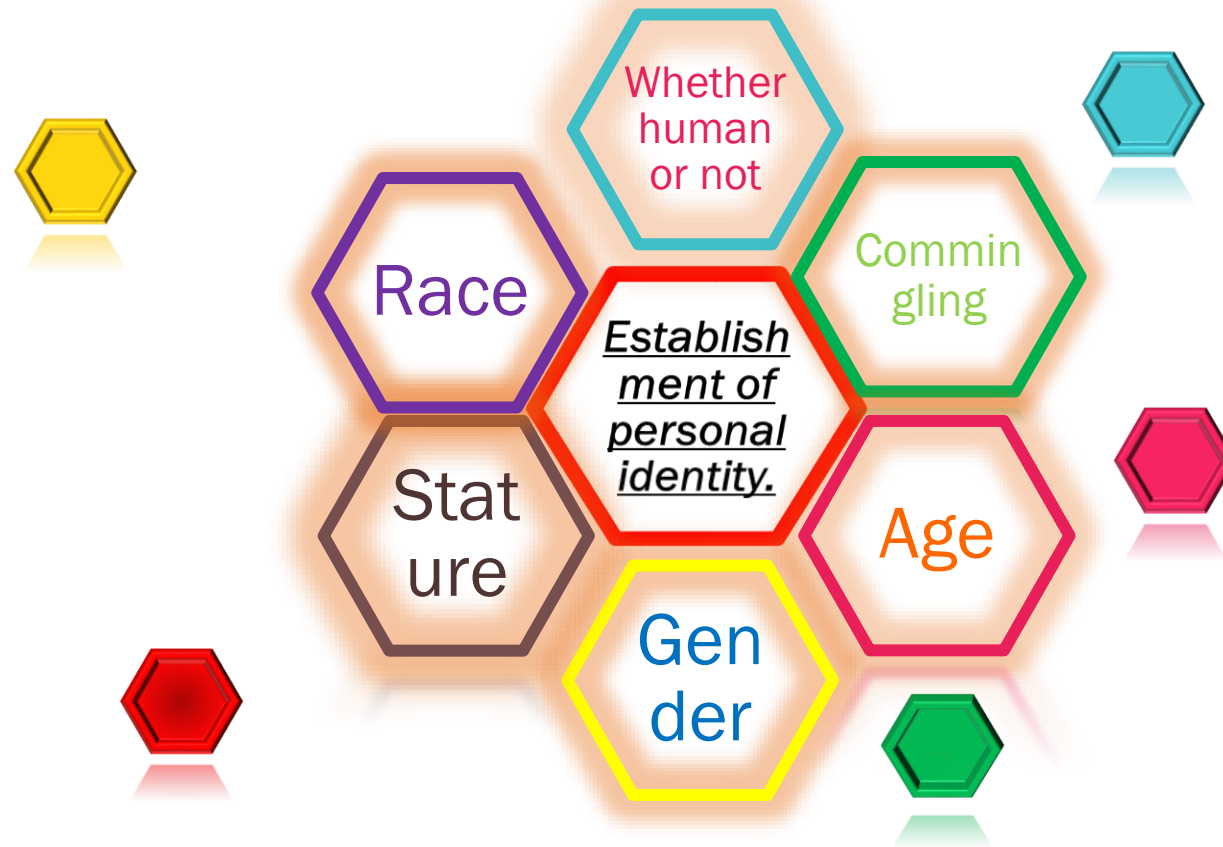 Whether
human
or not
Commin
gling
Race
Establish
ment of
personal
identity.
Stat
ure
Age
Gen
der